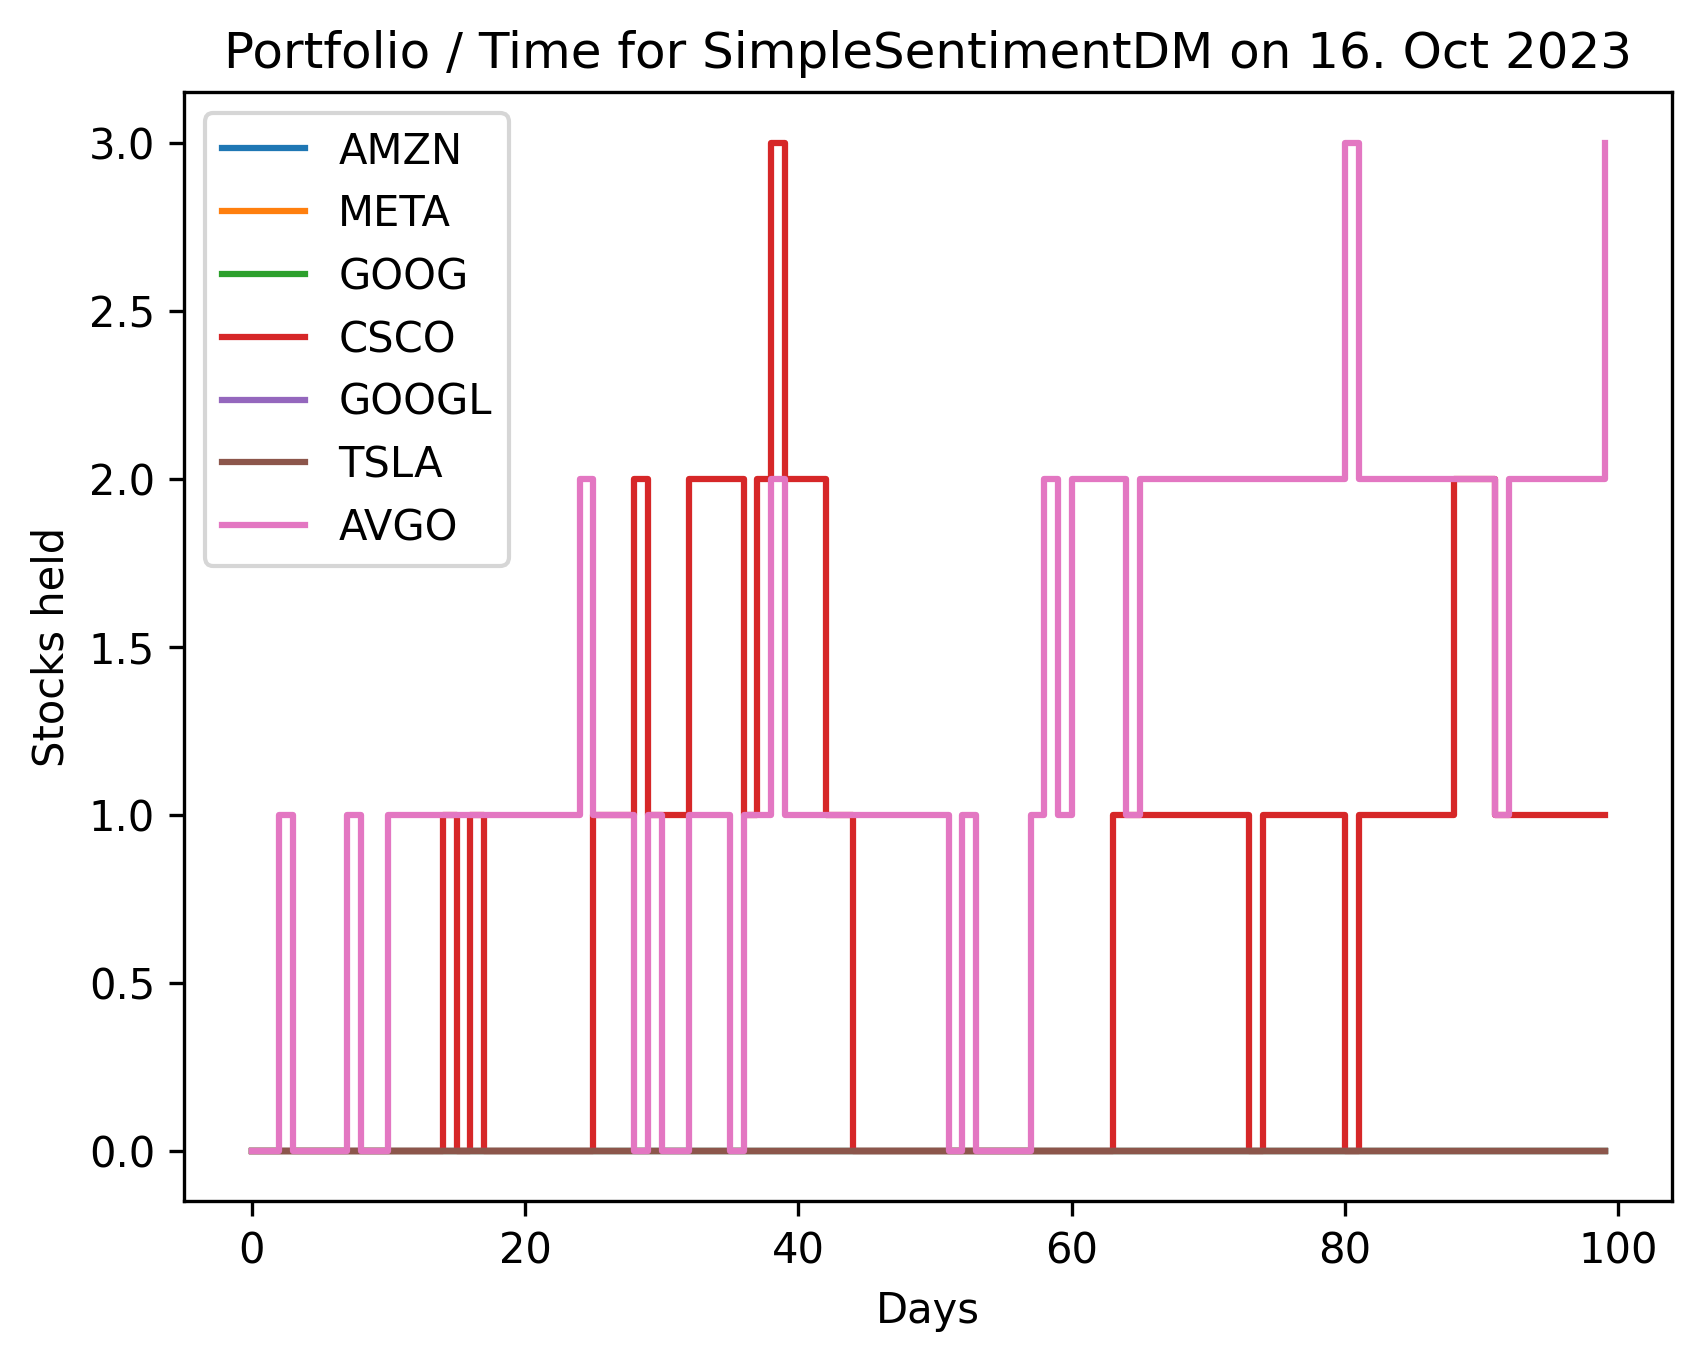 Portfolio / Time for SimpleSentimentDM on 16. Oct 2023
AMZN
META
GOOG
CSCO
GOOGL
TSLA
AVGO
3.0
2.5
2.0
1.5
1.0
0.5
0.0
Stocks held
0 20 40 60 80 100
Days